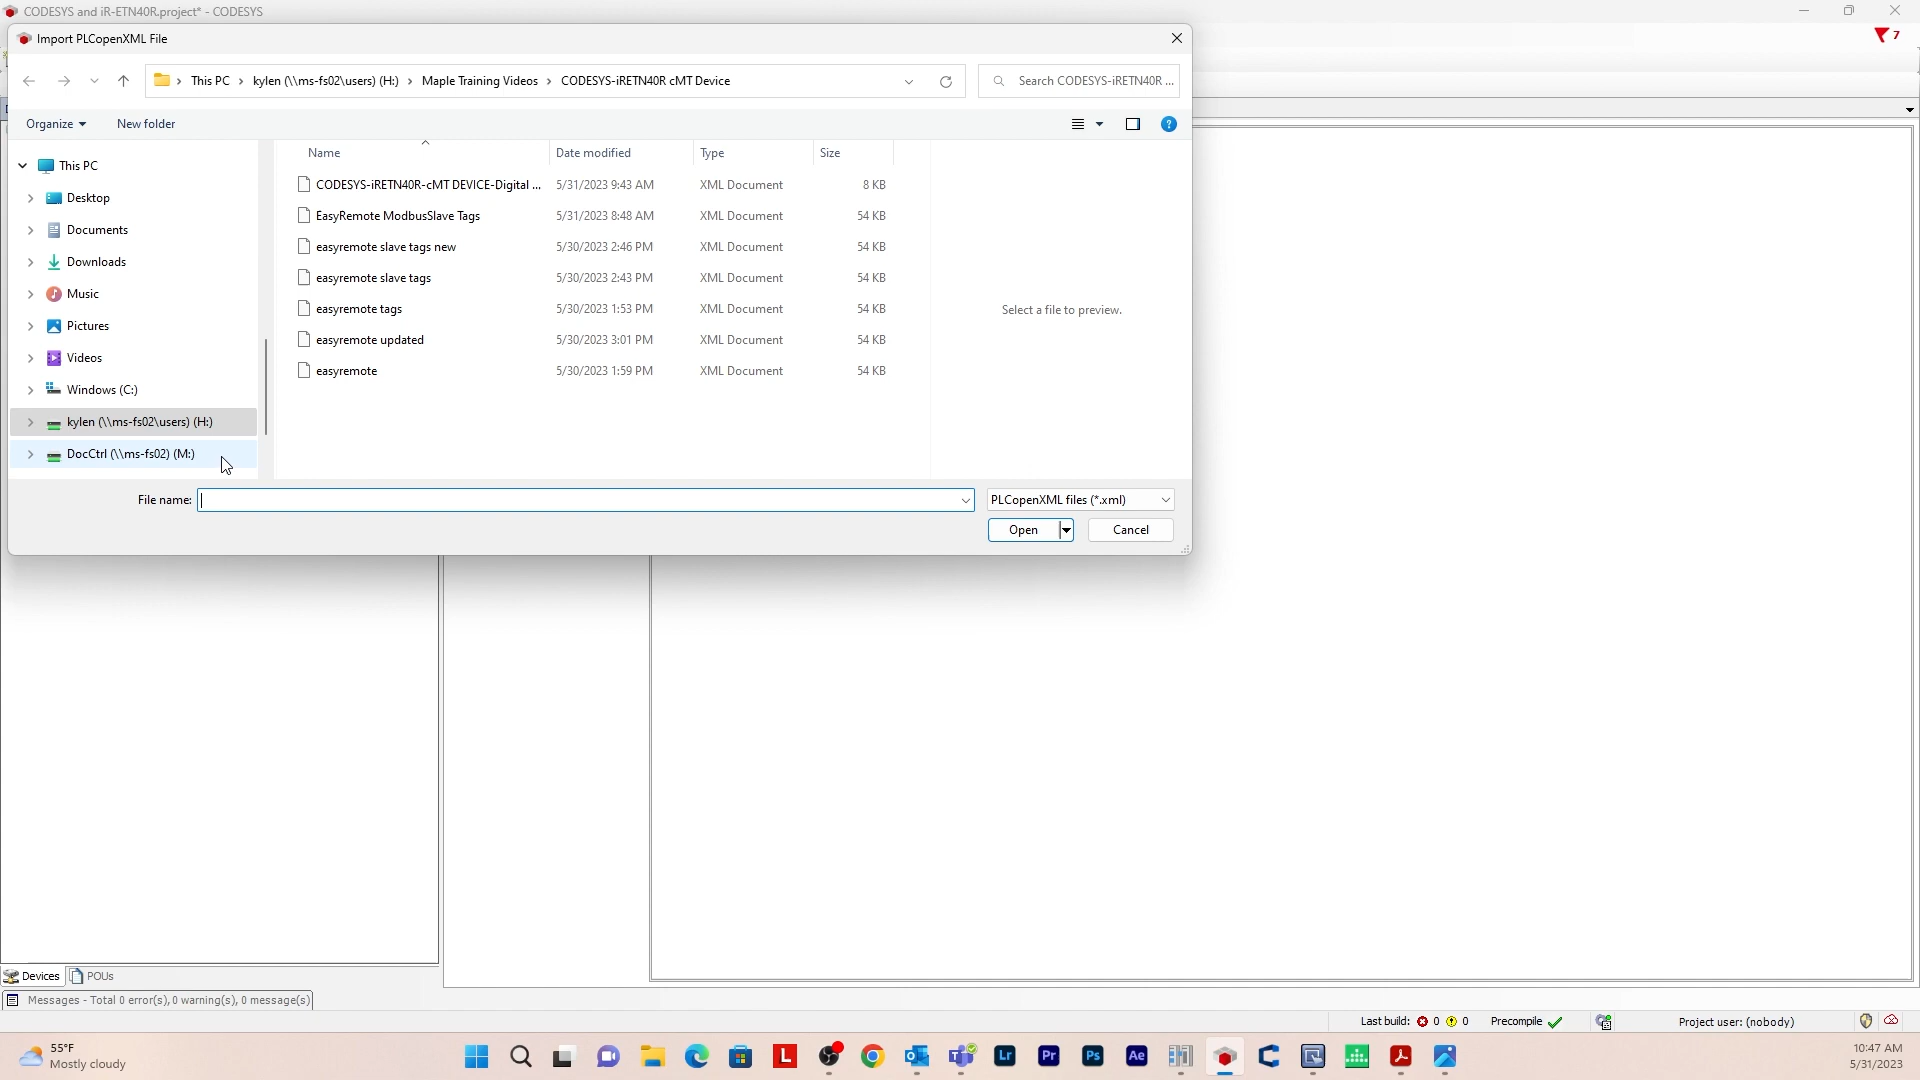 CODESYS and iR-ETN40R.project* - CODESYS
7
Import PLCopenXML File
This PC > kylen (\\ms-fs02\users) (H:) > Maple Training Videos > CODESYS-iRETN40R cMT Device
Search CODESYS-iRETN40R ...
Organize New folder
?
Name Date modified Type Size
This PC
Desktop
Documents
Downloads
Music
Pictures
Videos
Windows (C:)
kylen (\\ms-fs02\users) (H:)
DocCtrl (\\ms-fs02) (M:)
CODESYS-iRETN40R-cMT DEVICE-Digital ... 5/31/2023 9:43 AM XML Document 8 KB
EasyRemote ModbusSlave Tags 5/31/2023 8:48 AM XML Document 54 KB
easyremote slave tags new 5/30/2023 2:46 PM XML Document 54 KB
easyremote slave tags 5/30/2023 2:43 PM XML Document 54 KB
easyremote tags 5/30/2023 1:53 PM XML Document 54 KB
easyremote updated 5/30/2023 3:01 PM XML Document 54 KB
easyremote 5/30/2023 1:59 PM XML Document 54 KB
Select a file to preview.
File name: PLCopenXML files (*.xml)
Open Cancel
Devices POUs
Messages - Total 0 error(s), 0 warning(s), 0 message(s)
Last build: 0 0 Precompile Project user: (nobody)
55°F
Mostly cloudy
L Lr Pr Ps Ae
10:47 AM
5/31/2023